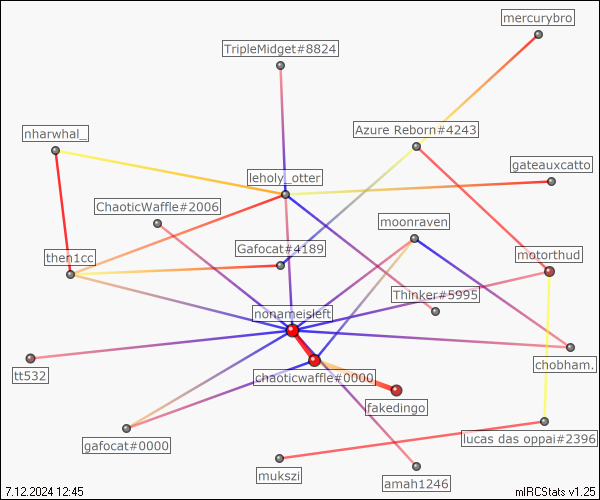 mercurybro
TripleMidget#8824
Azure Reborn#4243
nharwhal_
gateauxcatto
leholy_otter
ChaoticWaffle#2006
moonraven
Gafocat#4189
then1cc
motorthud
Thinker#5995
nonameisleft
chobham.
tt532
chaoticwaffle#0000
fakedingo
gafocat#0000
lucas das oppai#2396
mukszi
amah1246
7.12.2024 12:45
mIRCStats v1.25